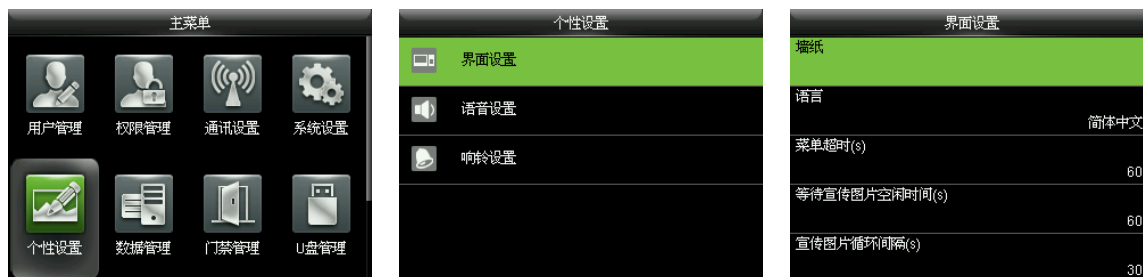 主菜单
用户管理 权限管理 通讯设置 系统设置
个性设置 数据管理 门禁管理 U盘管理
个性设置
界面设置
语音设置
响铃设置
界面设置
墙纸
语言
简体中文
菜单超时(s)
60
等待宣传图片空闲时间(s)
60
宣传图片循环间隔(s)
30